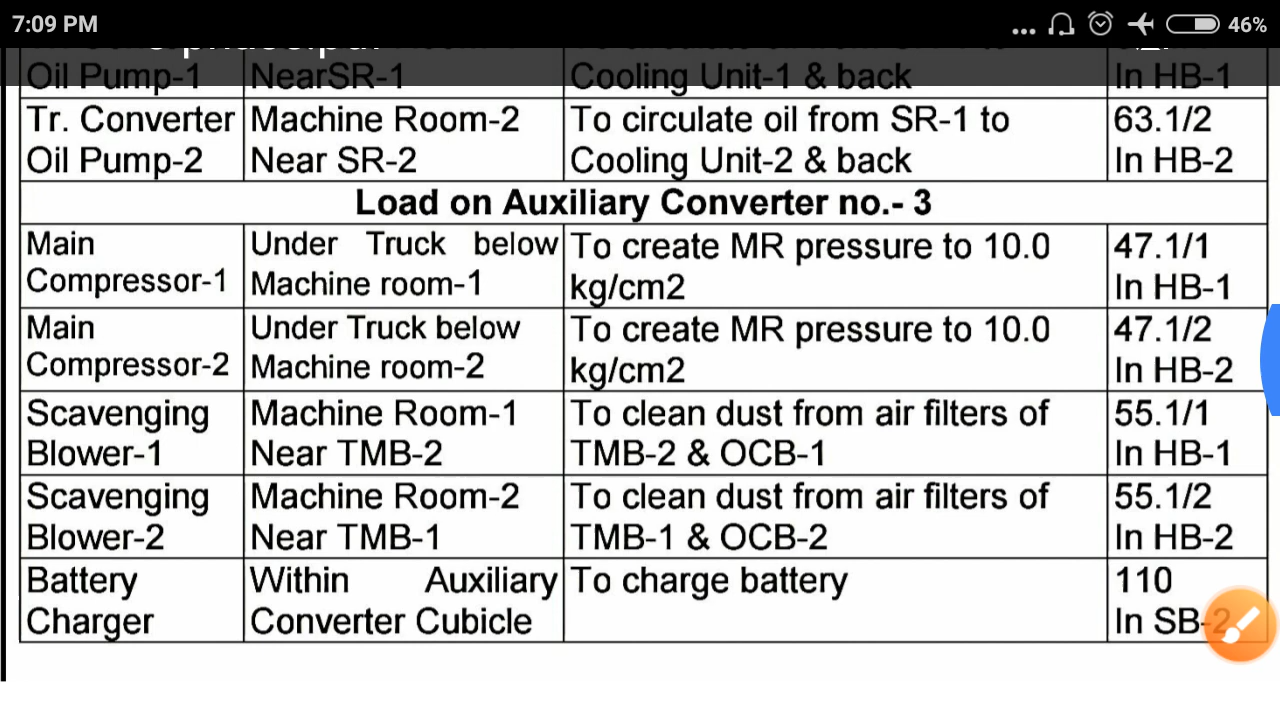 7:09 PM
46%
Oil Pump-1 NearSR-1 Cooling Unit-1 & back In HB-1
Tr. Converter Machine Room-2 To circulate oil from SR-1 to 63.1/2
Oil Pump-2 Near SR-2 Cooling Unit-2 & back In HB-2
Load on Auxiliary Converter no.- 3
Main Under Truck below To create MR pressure to 10.0 47.1/1
Compressor-1 Machine room-1 kg/cm2 In HB-1
Main Under Truck below To create MR pressure to 10.0 47.1/2
Compressor-2 Machine room-2 kg/cm2 In HB-2
Scavenging Machine Room-1 To clean dust from air filters of 55.1/1
Blower-1 Near TMB-2 TMB-2 & OCB-1 In HB-1
Scavenging Machine Room-2 To clean dust from air filters of 55.1/2
Blower-2 Near TMB-1 TMB-1 & OCB-2 In HB-2
Battery Within Auxiliary To charge battery 110
Charger Converter Cubicle In SB-2